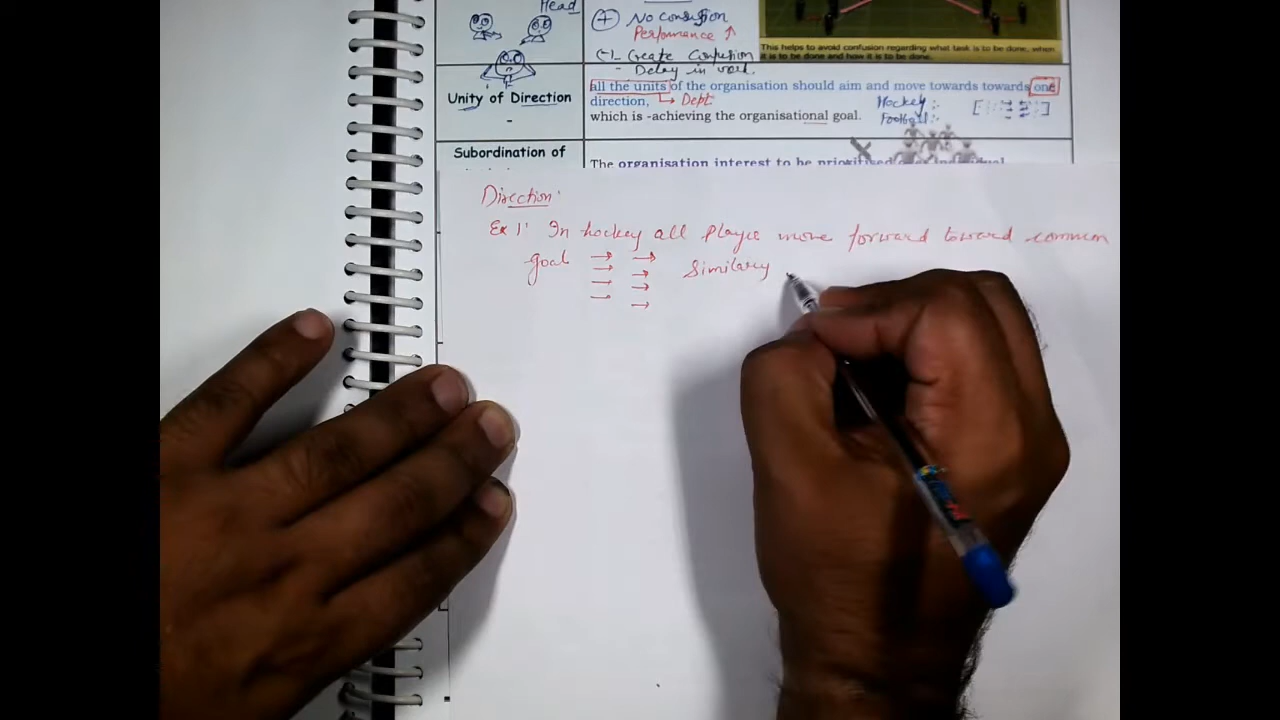 Head
(+) No confusion
Performance ↑
(-) - Create Confusion
- Delay in work.
This helps to avoid confusion regarding what task is to be done, when
it is to be done and how it is to be done.
Unity of Direction
-
all the units of the organisation should aim and move towards towards one
direction, → Dept.
which is -achieving the organisational goal.
Hockey :-
Football :-
Subordination of
The organisation interest to be prioritised
Direction:
Ex 1: In hockey all playee move forward toward common
goal → → Similary